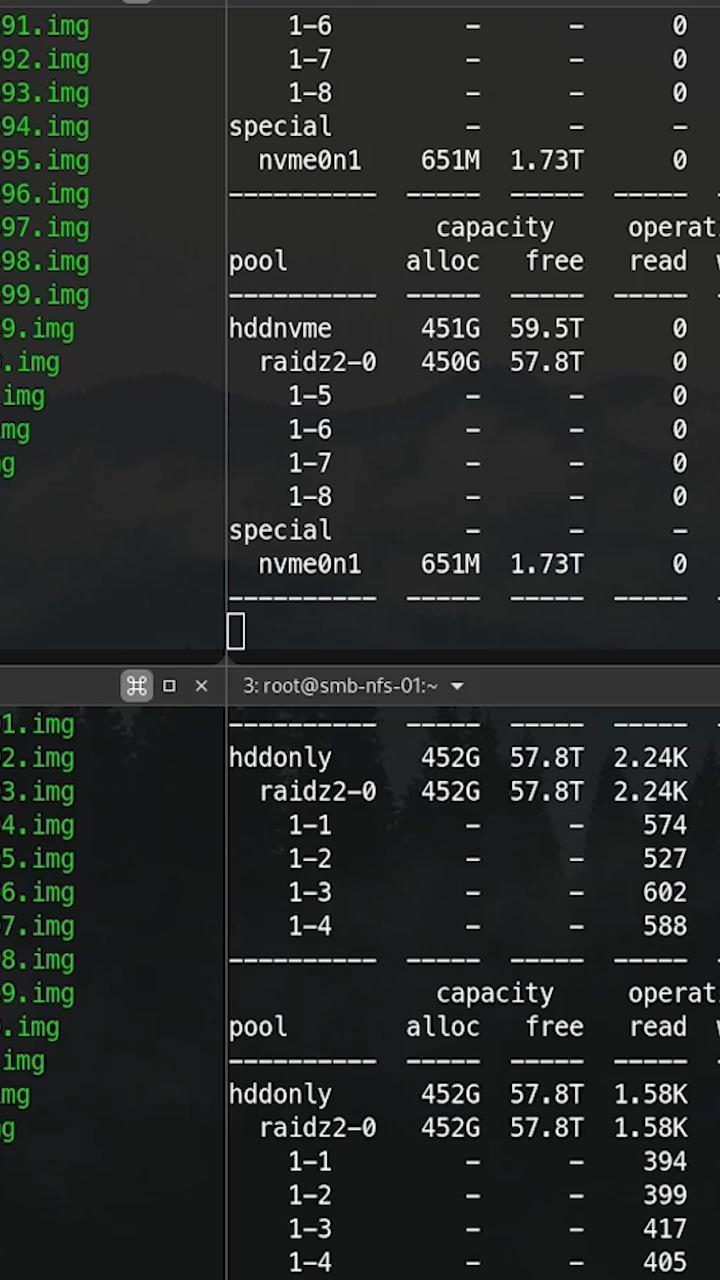 91.img
92.img
93.img
94.img
95.img
96.img
97.img
98.img
99.img
9.img
.img
img
mg
g
1-6 - - 0
1-7 - - 0
1-8 - - 0
special - - -
nvme0n1 651M 1.73T 0
---------- ----- ----- -----
capacity operati
pool alloc free read
---------- ----- ----- -----
hddnvme 451G 59.5T 0
raidz2-0 450G 57.8T 0
1-5 - - 0
1-6 - - 0
1-7 - - 0
1-8 - - 0
special - - -
nvme0n1 651M 1.73T 0
---------- ----- ----- -----
3: root@smb-nfs-01:~
1.img
2.img
3.img
4.img
5.img
6.img
7.img
8.img
9.img
.img
img
mg
g
---------- ----- ----- -----
hddonly 452G 57.8T 2.24K
raidz2-0 452G 57.8T 2.24K
1-1 - - 574
1-2 - - 527
1-3 - - 602
1-4 - - 588
---------- ----- ----- -----
capacity operati
pool alloc free read
---------- ----- ----- -----
hddonly 452G 57.8T 1.58K
raidz2-0 452G 57.8T 1.58K
1-1 - - 394
1-2 - - 399
1-3 - - 417
1-4 - - 405